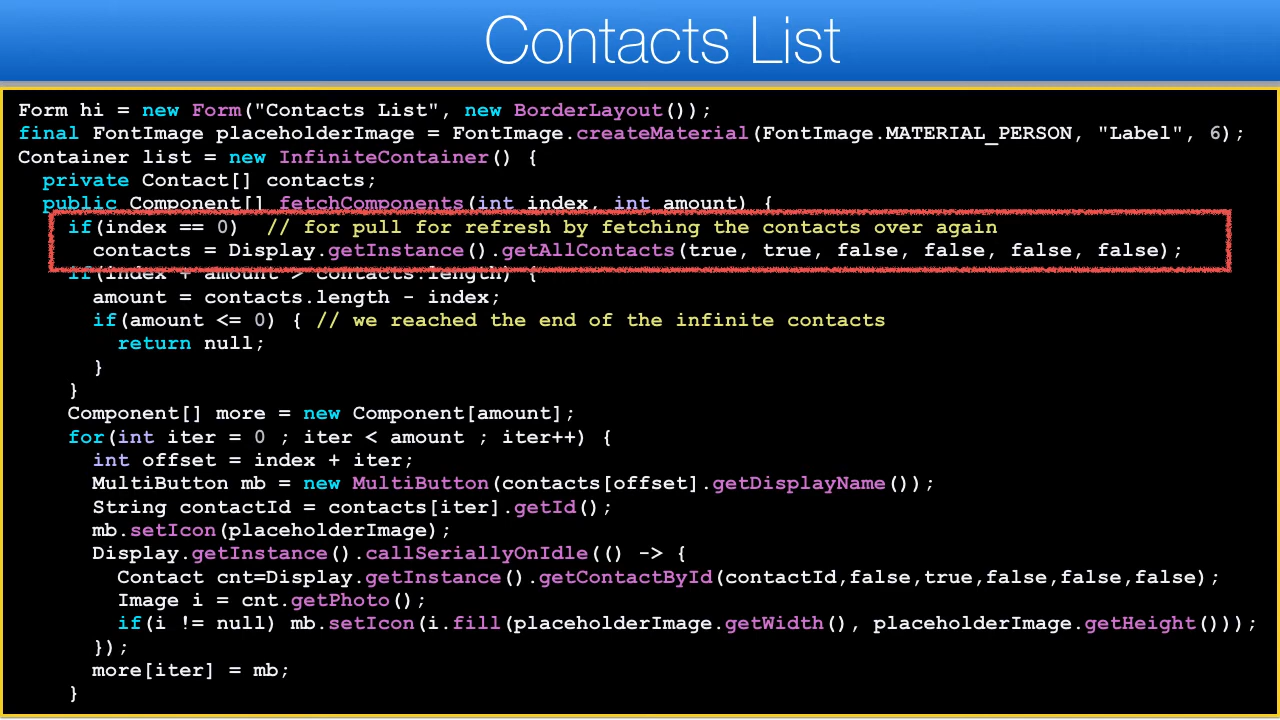 Contacts List
Form hi = new Form("Contacts List", new BorderLayout());
final FontImage placeholderImage = FontImage.createMaterial(FontImage.MATERIAL_PERSON, "Label", 6);
Container list = new InfiniteContainer() {
  private Contact[] contacts;
  public Component[] fetchComponents(int index, int amount) {
    if(index == 0)  // for pull for refresh by fetching the contacts over again
      contacts = Display.getInstance().getAllContacts(true, true, false, false, false, false);
    if(index + amount > contacts.length) {
      amount = contacts.length - index;
      if(amount <= 0) { // we reached the end of the infinite contacts
        return null;
      }
    }
    Component[] more = new Component[amount];
    for(int iter = 0 ; iter < amount ; iter++) {
      int offset = index + iter;
      MultiButton mb = new MultiButton(contacts[offset].getDisplayName());
      String contactId = contacts[iter].getId();
      mb.setIcon(placeholderImage);
      Display.getInstance().callSeriallyOnIdle(() -> {
        Contact cnt=Display.getInstance().getContactById(contactId,false,true,false,false,false);
        Image i = cnt.getPhoto();
        if(i != null) mb.setIcon(i.fill(placeholderImage.getWidth(), placeholderImage.getHeight()));
      });
      more[iter] = mb;
    }